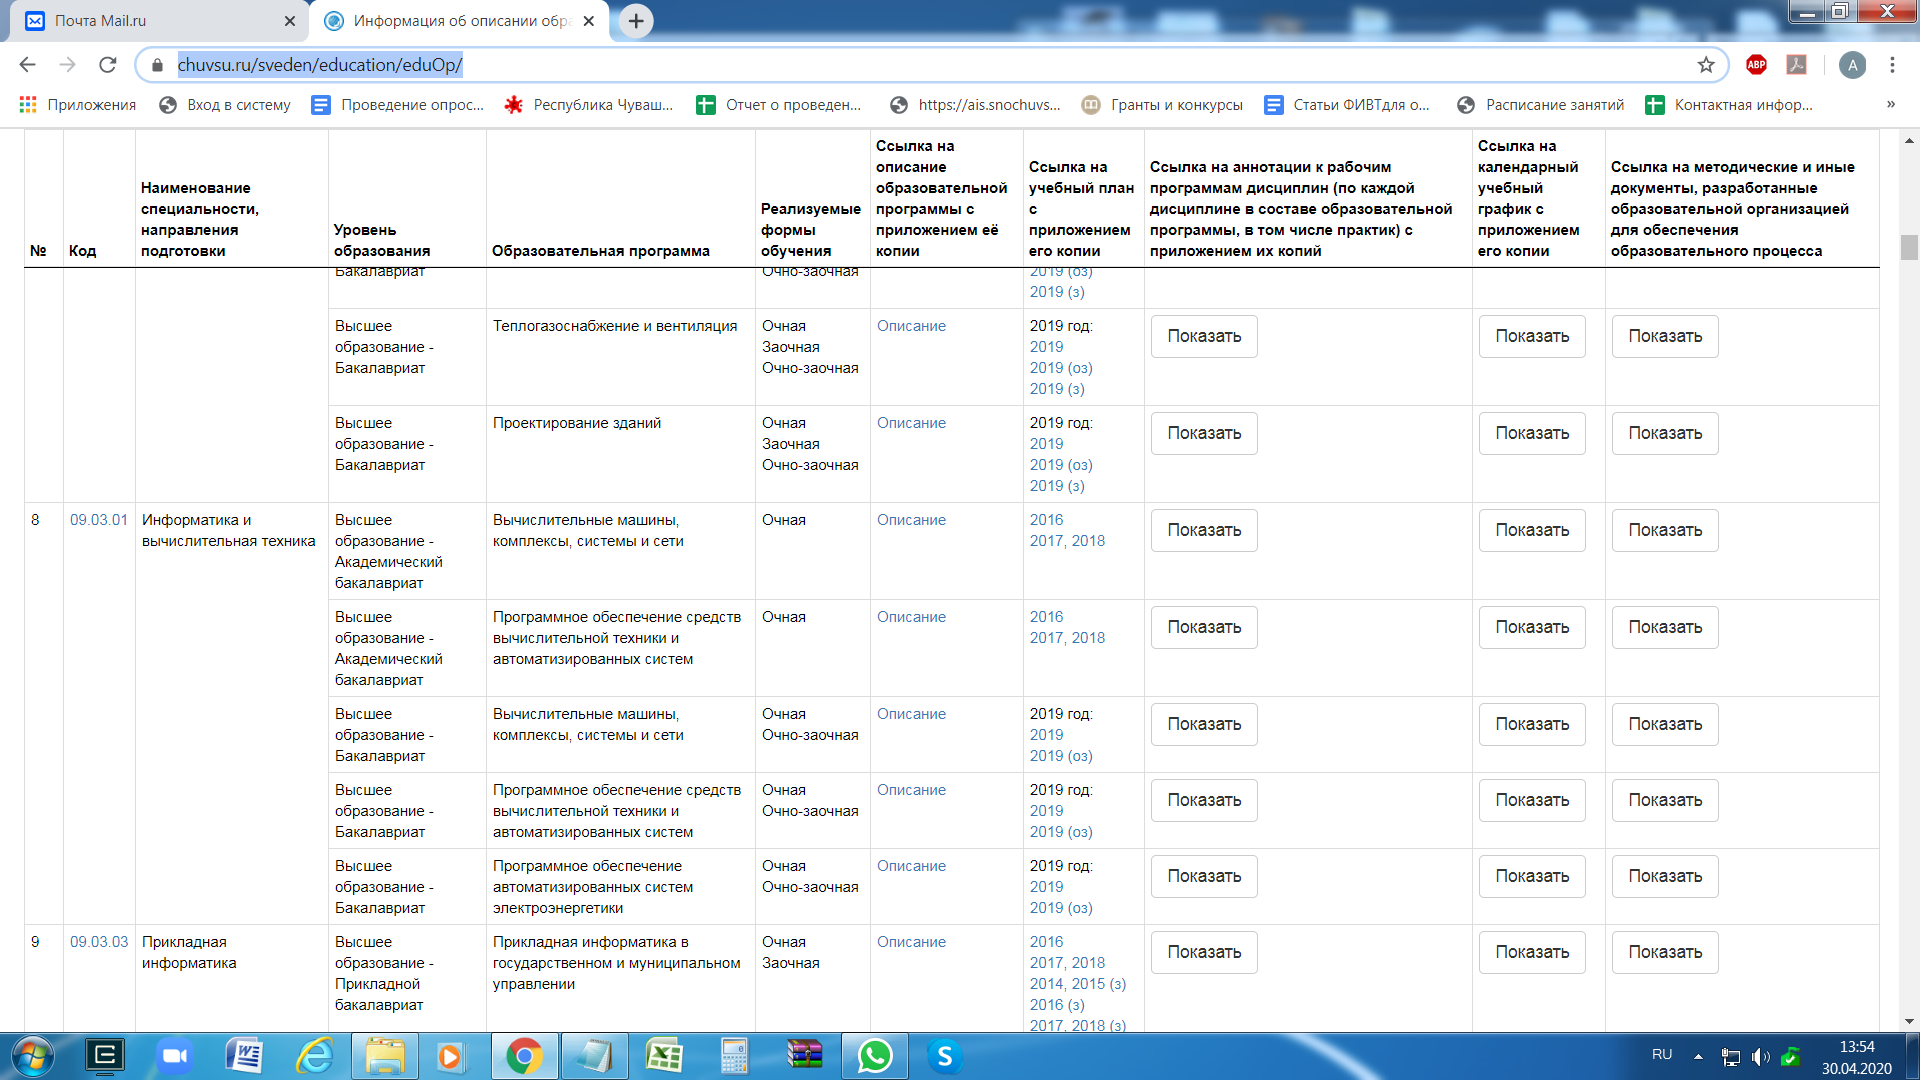 Почта Mail.ru
Информация об описании обра
chuvsu.ru/sveden/education/eduOp/
ABP
A
Приложения
Вход в систему
Проведение опрос...
Республика Чуваш...
Отчет о проведен...
https://ais.snochuvs...
Гранты и конкурсы
Статьи ФИВТдля о...
Расписание занятий
Контактная инфор...
»
№
Код
Наименование
специальности,
направления
подготовки
Уровень
образования
Образовательная программа
Реализуемые
формы
обучения
Ссылка на
описание
образовательной
программы с
приложением её
копии
Ссылка на
учебный план
с
приложением
его копии
Ссылка на аннотации к рабочим
программам дисциплин (по каждой
дисциплине в составе образовательной
программы, в том числе практик) с
приложением их копий
Ссылка на
календарный
учебный
график с
приложением
его копии
Ссылка на методические и иные
документы, разработанные
образовательной организацией
для обеспечения
образовательного процесса
Бакалавриат
Очно-заочная
2019 (оз)
2019 (з)
Высшее
образование -
Бакалавриат
Теплогазоснабжение и вентиляция
Очная
Заочная
Очно-заочная
Описание
2019 год:
2019
2019 (оз)
2019 (з)
Показать
Показать
Показать
Высшее
образование -
Бакалавриат
Проектирование зданий
Очная
Заочная
Очно-заочная
Описание
2019 год:
2019
2019 (оз)
2019 (з)
Показать
Показать
Показать
8
09.03.01
Информатика и
вычислительная техника
Высшее
образование -
Академический
бакалавриат
Вычислительные машины,
комплексы, системы и сети
Очная
Описание
2016
2017, 2018
Показать
Показать
Показать
Высшее
образование -
Академический
бакалавриат
Программное обеспечение средств
вычислительной техники и
автоматизированных систем
Очная
Описание
2016
2017, 2018
Показать
Показать
Показать
Высшее
образование -
Бакалавриат
Вычислительные машины,
комплексы, системы и сети
Очная
Очно-заочная
Описание
2019 год:
2019
2019 (оз)
Показать
Показать
Показать
Высшее
образование -
Бакалавриат
Программное обеспечение средств
вычислительной техники и
автоматизированных систем
Очная
Очно-заочная
Описание
2019 год:
2019
2019 (оз)
Показать
Показать
Показать
Высшее
образование -
Бакалавриат
Программное обеспечение
автоматизированных систем
электроэнергетики
Очная
Очно-заочная
Описание
2019 год:
2019
2019 (оз)
Показать
Показать
Показать
9
09.03.03
Прикладная
информатика
Высшее
образование -
Прикладной
бакалавриат
Прикладная информатика в
государственном и муниципальном
управлении
Очная
Заочная
Описание
2016
2017, 2018
2014, 2015 (з)
2016 (з)
2017, 2018 (з)
Показать
Показать
Показать
RU
13:54
30.04.2020